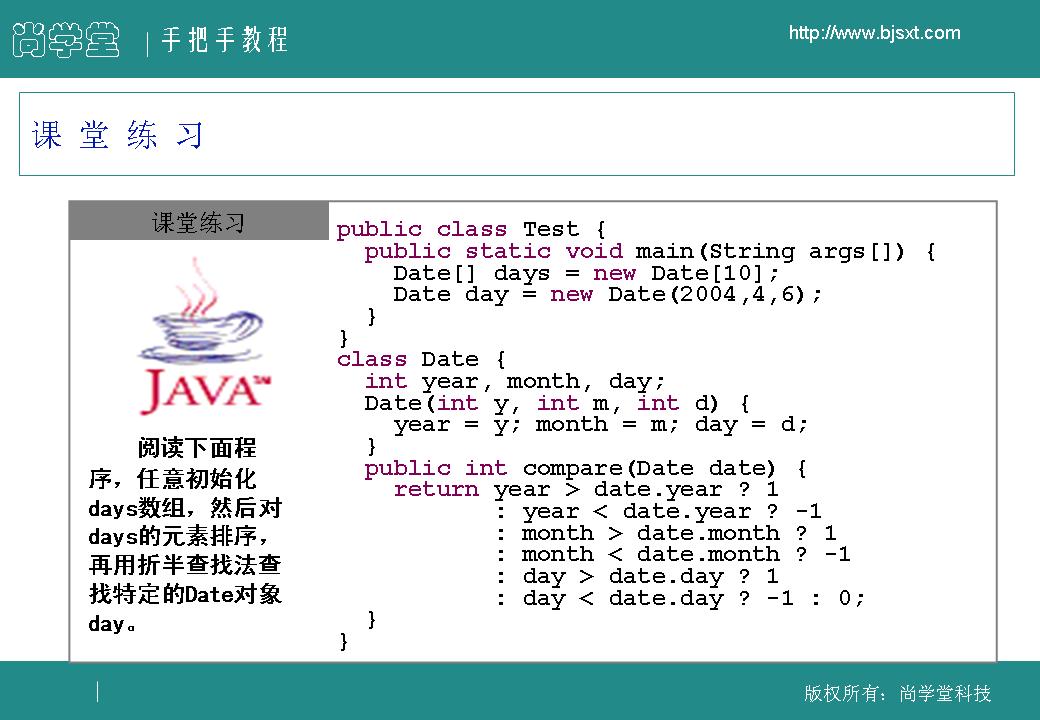 尚学堂 | 手把手教程
http://www.bjsxt.com
课 堂 练 习
课堂练习
JAVA™
阅读下面程
序，任意初始化
days数组，然后对
days的元素排序，
再用折半查找法查
找特定的Date对象
day。
public class Test {
  public static void main(String args[]) {
    Date[] days = new Date[10];
    Date day = new Date(2004,4,6);
  }
}
class Date {
  int year, month, day;
  Date(int y, int m, int d) {
    year = y; month = m; day = d;
  }
  public int compare(Date date) {
    return year > date.year ? 1
           : year < date.year ? -1
           : month > date.month ? 1
           : month < date.month ? -1
           : day > date.day ? 1
           : day < date.day ? -1 : 0;
  }
}
版权所有：尚学堂科技